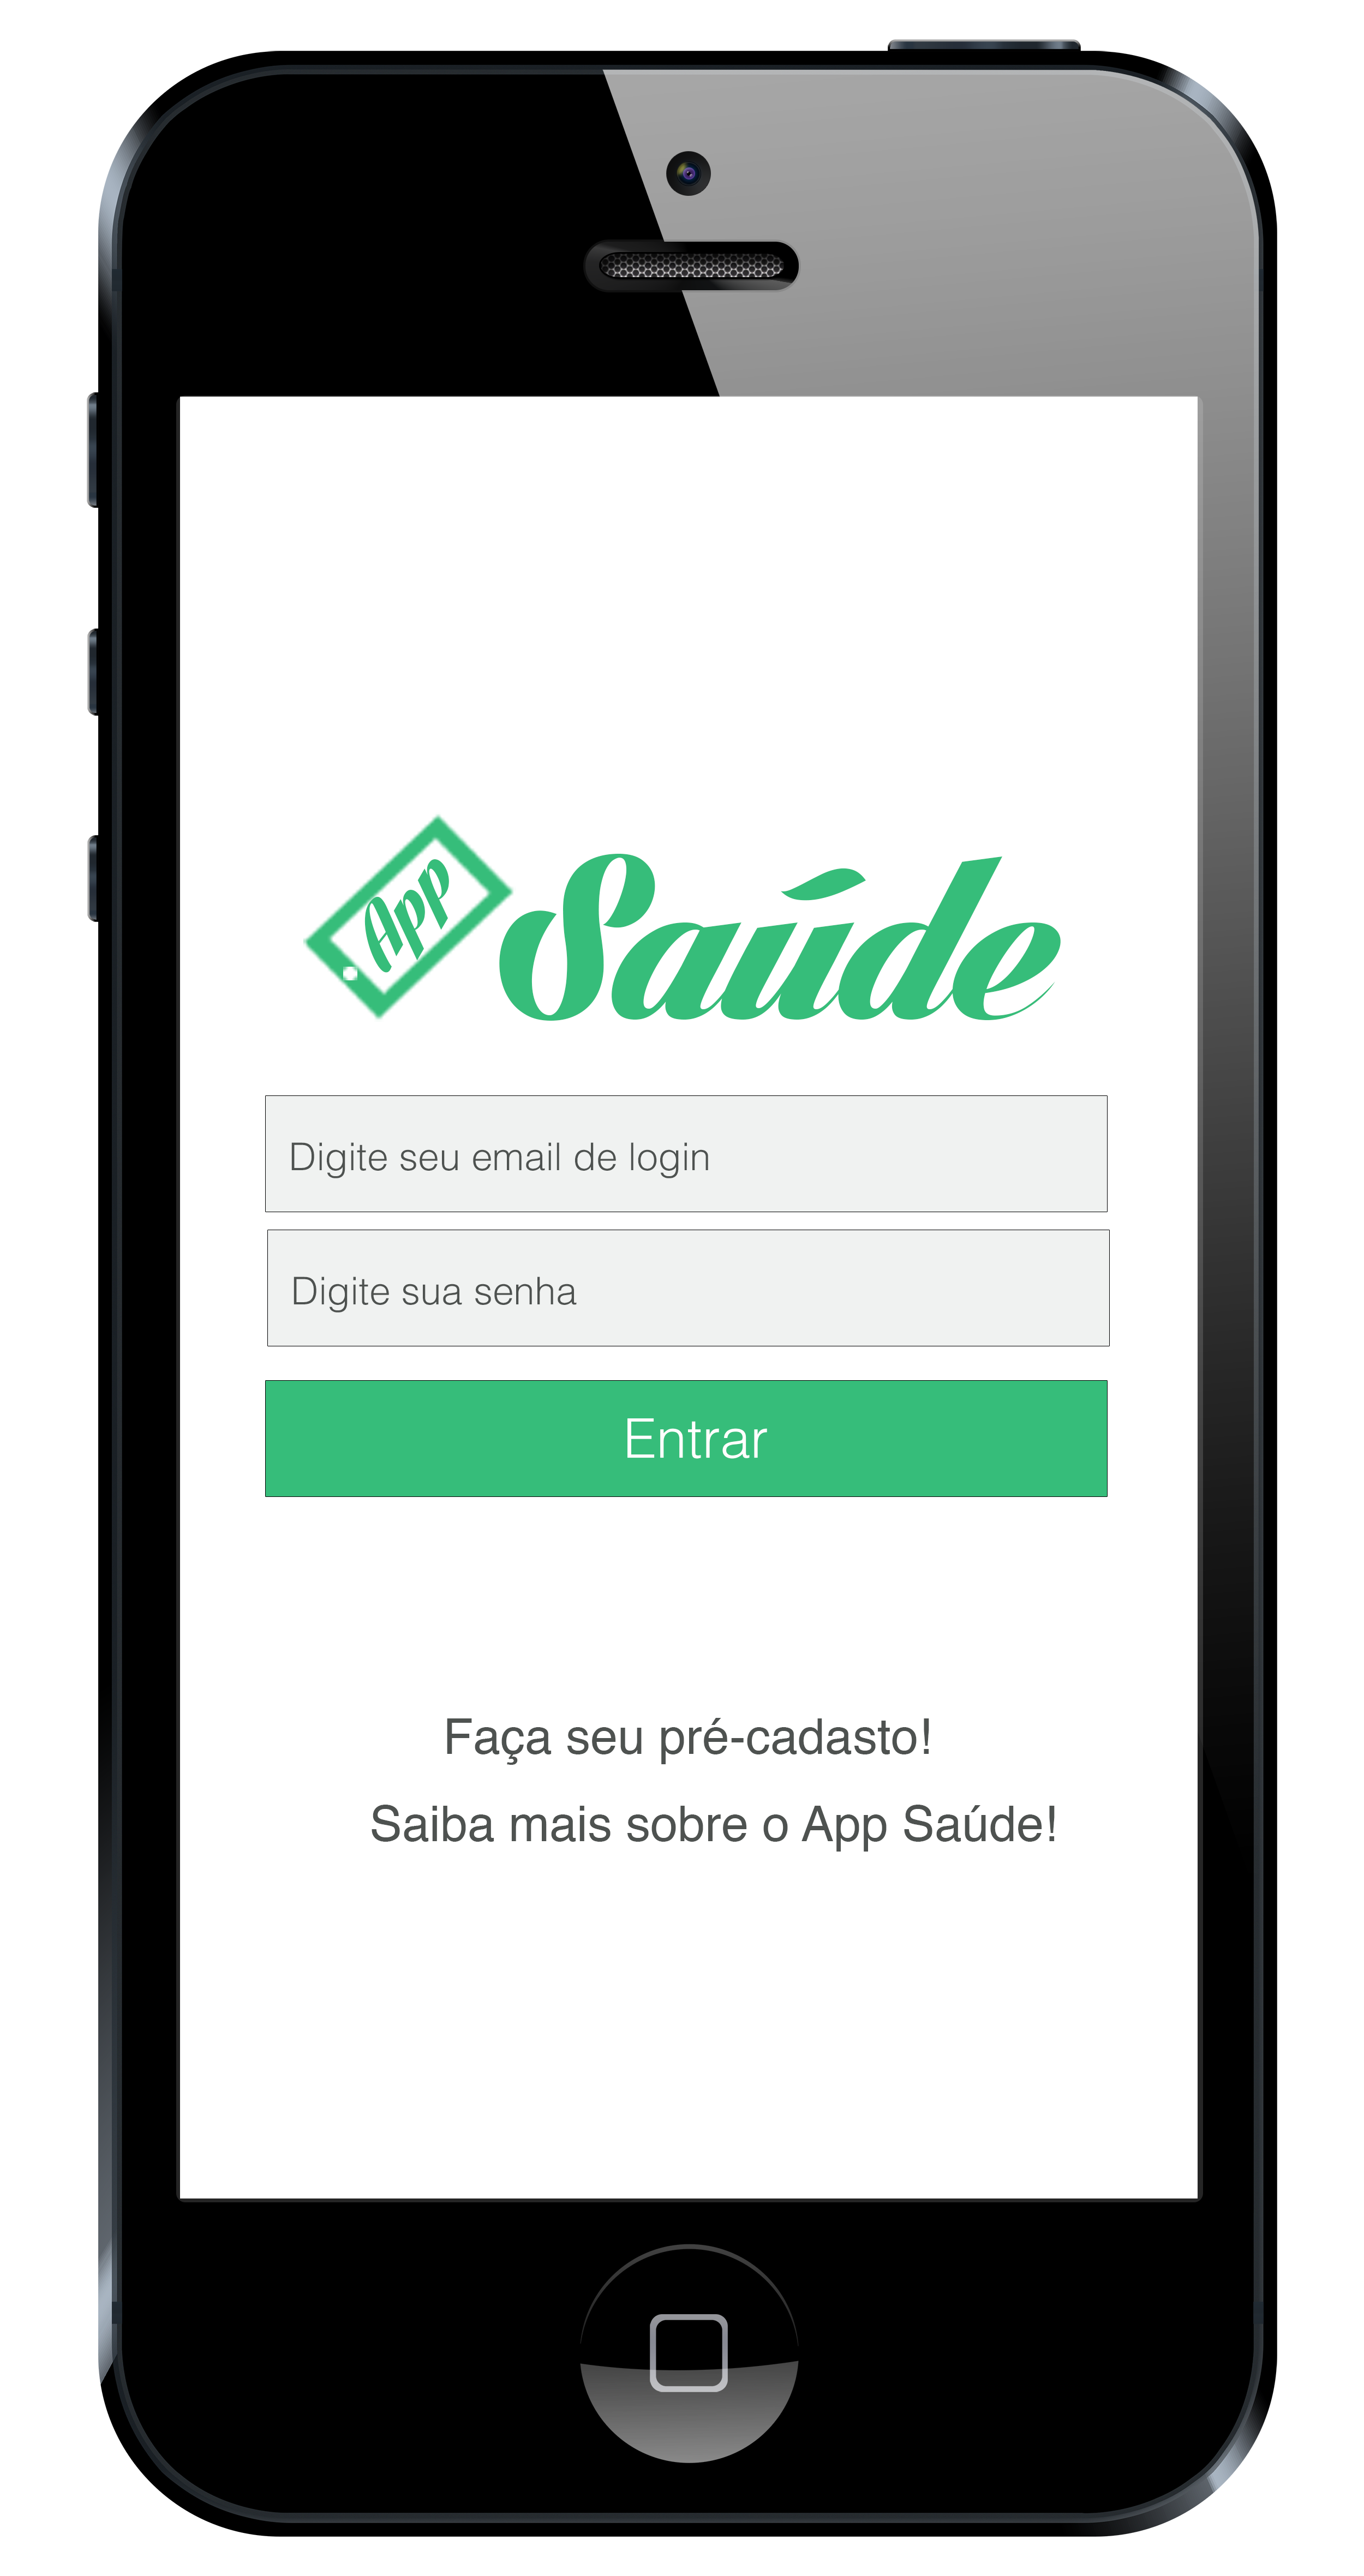 App Saúde
Digite seu email de login
Digite sua senha
Entrar
Faça seu pré-cadasto!
Saiba mais sobre o App Saúde!